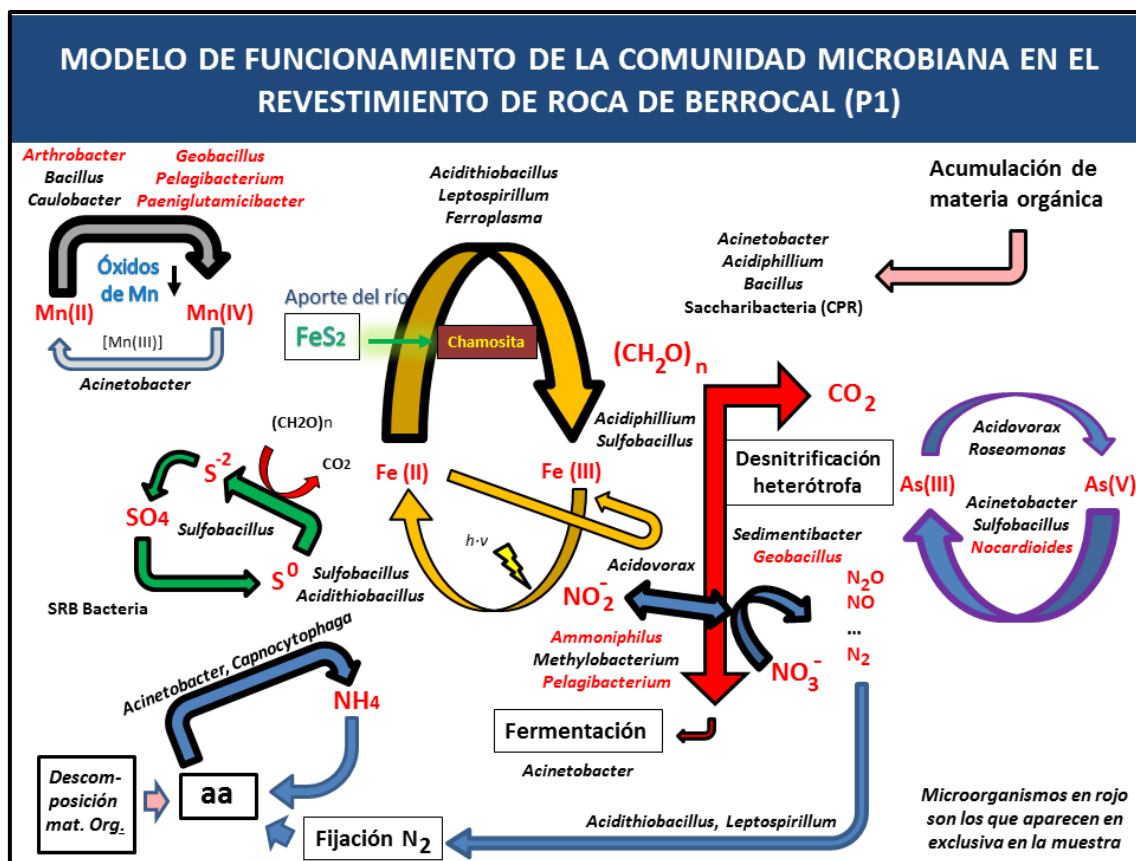 MODELO DE FUNCIONAMIENTO DE LA COMUNIDAD MICROBIANA EN EL
REVESTIMIENTO DE ROCA DE BERROCAL (P1)
Arthrobacter
Bacillus
Caulobacter
Geobacillus
Pelagibacterium
Paeniglutamicibacter
Óxidos
de Mn
Mn(II)
Mn(IV)
[Mn(III)]
Acinetobacter
Acidithiobacillus
Leptospirillum
Ferroplasma
Aporte del río
FeS2
Chamosita
Acumulación de
materia orgánica
Acinetobacter
Acidiphillium
Bacillus
Saccharibacteria (CPR)
(CH2O)n
CO2
Acidiphillium
Sulfobacillus
Fe (II)
Fe (III)
h·v
Acidovorax
(CH2O)n
CO2
S-2
SO4
Sulfobacillus
S0
SRB Bacteria
Sulfobacillus
Acidithiobacillus
Desnitrificación
heterótrofa
Sedimentibacter
Geobacillus
Acidovorax
Roseomonas
As(III)
As(V)
Acinetobacter
Sulfobacillus
Nocardioides
N2O
NO
...
N2
NO2-
NO3-
Ammoniphilus
Methylobacterium
Pelagibacterium
Fermentación
Acinetobacter
Acinetobacter, Capnocytophaga
NH4
Descom-
posición
mat. Org.
aa
Fijación N2
Acidithiobacillus, Leptospirillum
Microorganismos en rojo
son los que aparecen en
exclusiva en la muestra